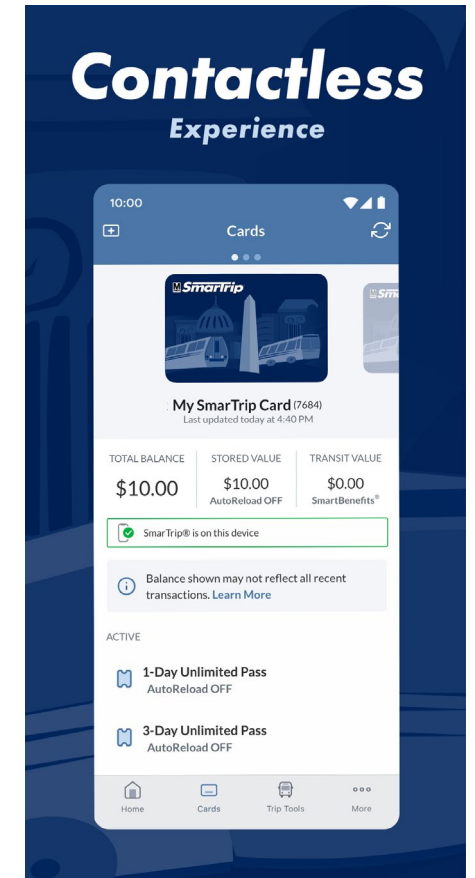 Contactless
Experience
10:00
Cards
M SmarTrip
My SmarTrip Card (7684)
Last updated today at 4:40 PM
TOTAL BALANCE
$10.00
STORED VALUE
$10.00
AutoReload OFF
TRANSIT VALUE
$0.00
SmartBenefits®
SmarTrip® is on this device
Balance shown may not reflect all recent
transactions. Learn More
ACTIVE
1-Day Unlimited Pass
AutoReload OFF
3-Day Unlimited Pass
AutoReload OFF
Home
Cards
Trip Tools
More